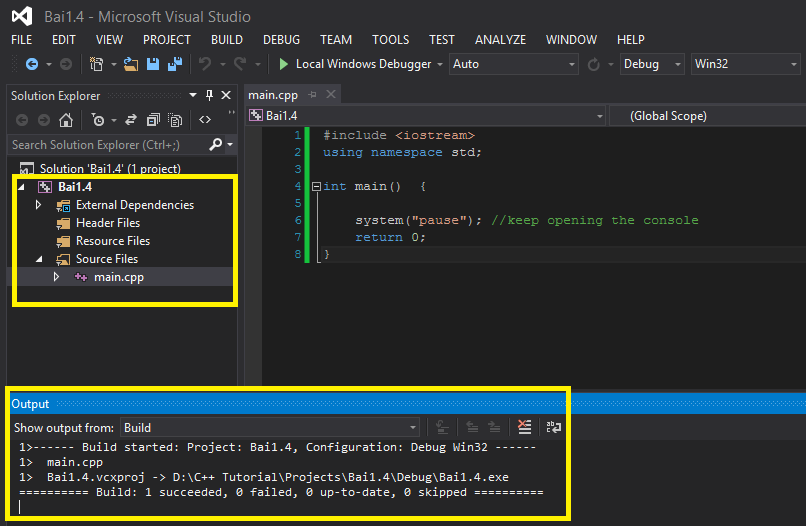 Bai1.4 - Microsoft Visual Studio
FILE EDIT VIEW PROJECT BUILD DEBUG TEAM TOOLS TEST ANALYZE WINDOW HELP
Local Windows Debugger Auto Debug Win32
Solution Explorer
Search Solution Explorer (Ctrl+;)
Solution 'Bai1.4' (1 project)
Bai1.4
External Dependencies
Header Files
Resource Files
Source Files
main.cpp
main.cpp
Bai1.4 (Global Scope)
1 #include <iostream>
2 using namespace std;
3
4 int main() {
5
6 system("pause"); //keep opening the console
7 return 0;
8 }
Output
Show output from: Build
1>------ Build started: Project: Bai1.4, Configuration: Debug Win32 ------
1> main.cpp
1> Bai1.4.vcxproj -> D:\C++ Tutorial\Projects\Bai1.4\Debug\Bai1.4.exe
========== Build: 1 succeeded, 0 failed, 0 up-to-date, 0 skipped ==========